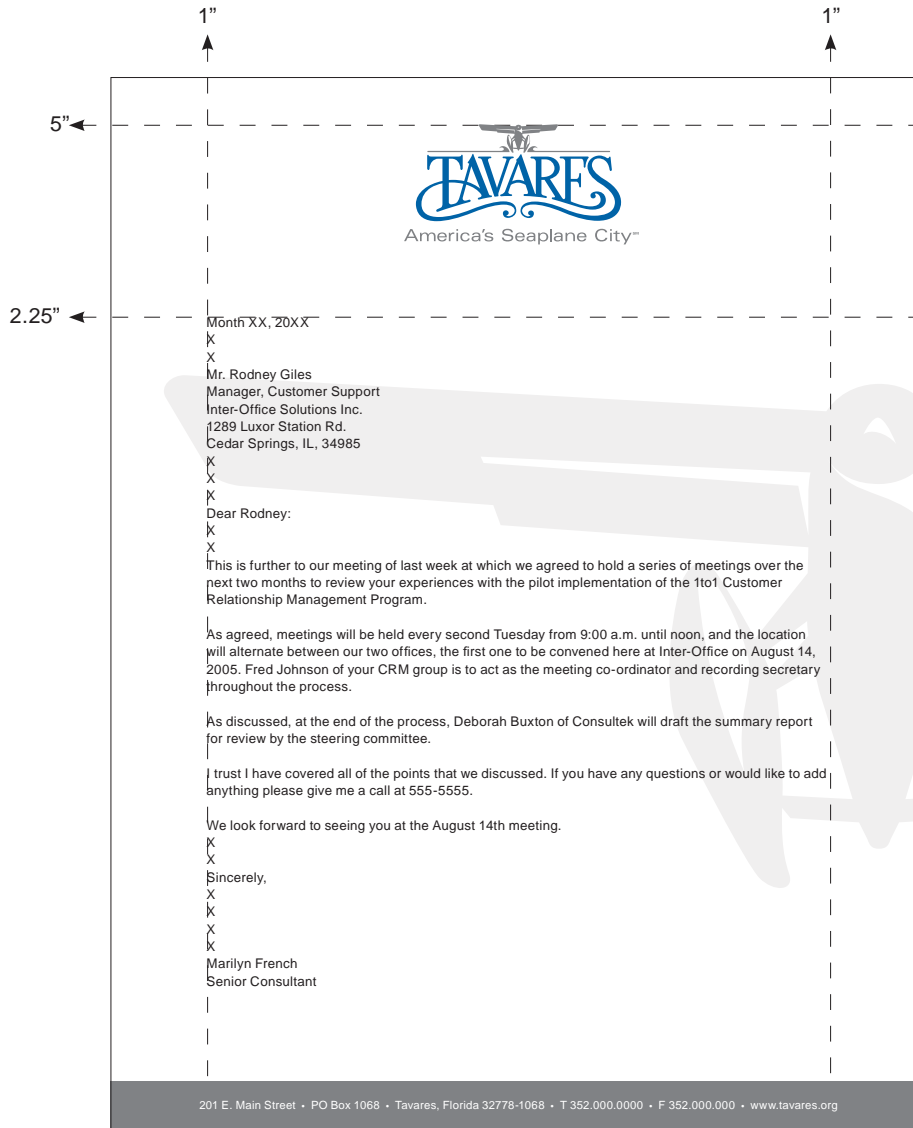 1” 1”
5”
TAVARES
America's Seaplane City℠
2.25”
Month XX, 20XX
X
X
Mr. Rodney Giles
Manager, Customer Support
Inter-Office Solutions Inc.
1289 Luxor Station Rd.
Cedar Springs, IL, 34985
X
X
X
Dear Rodney:
X
X
This is further to our meeting of last week at which we agreed to hold a series of meetings over the
next two months to review your experiences with the pilot implementation of the 1to1 Customer
Relationship Management Program.
As agreed, meetings will be held every second Tuesday from 9:00 a.m. until noon, and the location
will alternate between our two offices, the first one to be convened here at Inter-Office on August 14,
2005. Fred Johnson of your CRM group is to act as the meeting co-ordinator and recording secretary
throughout the process.
As discussed, at the end of the process, Deborah Buxton of Consultek will draft the summary report
for review by the steering committee.
I trust I have covered all of the points that we discussed. If you have any questions or would like to add
anything please give me a call at 555-5555.
We look forward to seeing you at the August 14th meeting.
X
X
Sincerely,
X
X
X
X
Marilyn French
Senior Consultant
201 E. Main Street • PO Box 1068 • Tavares, Florida 32778-1068 • T 352.000.0000 • F 352.000.000 • www.tavares.org